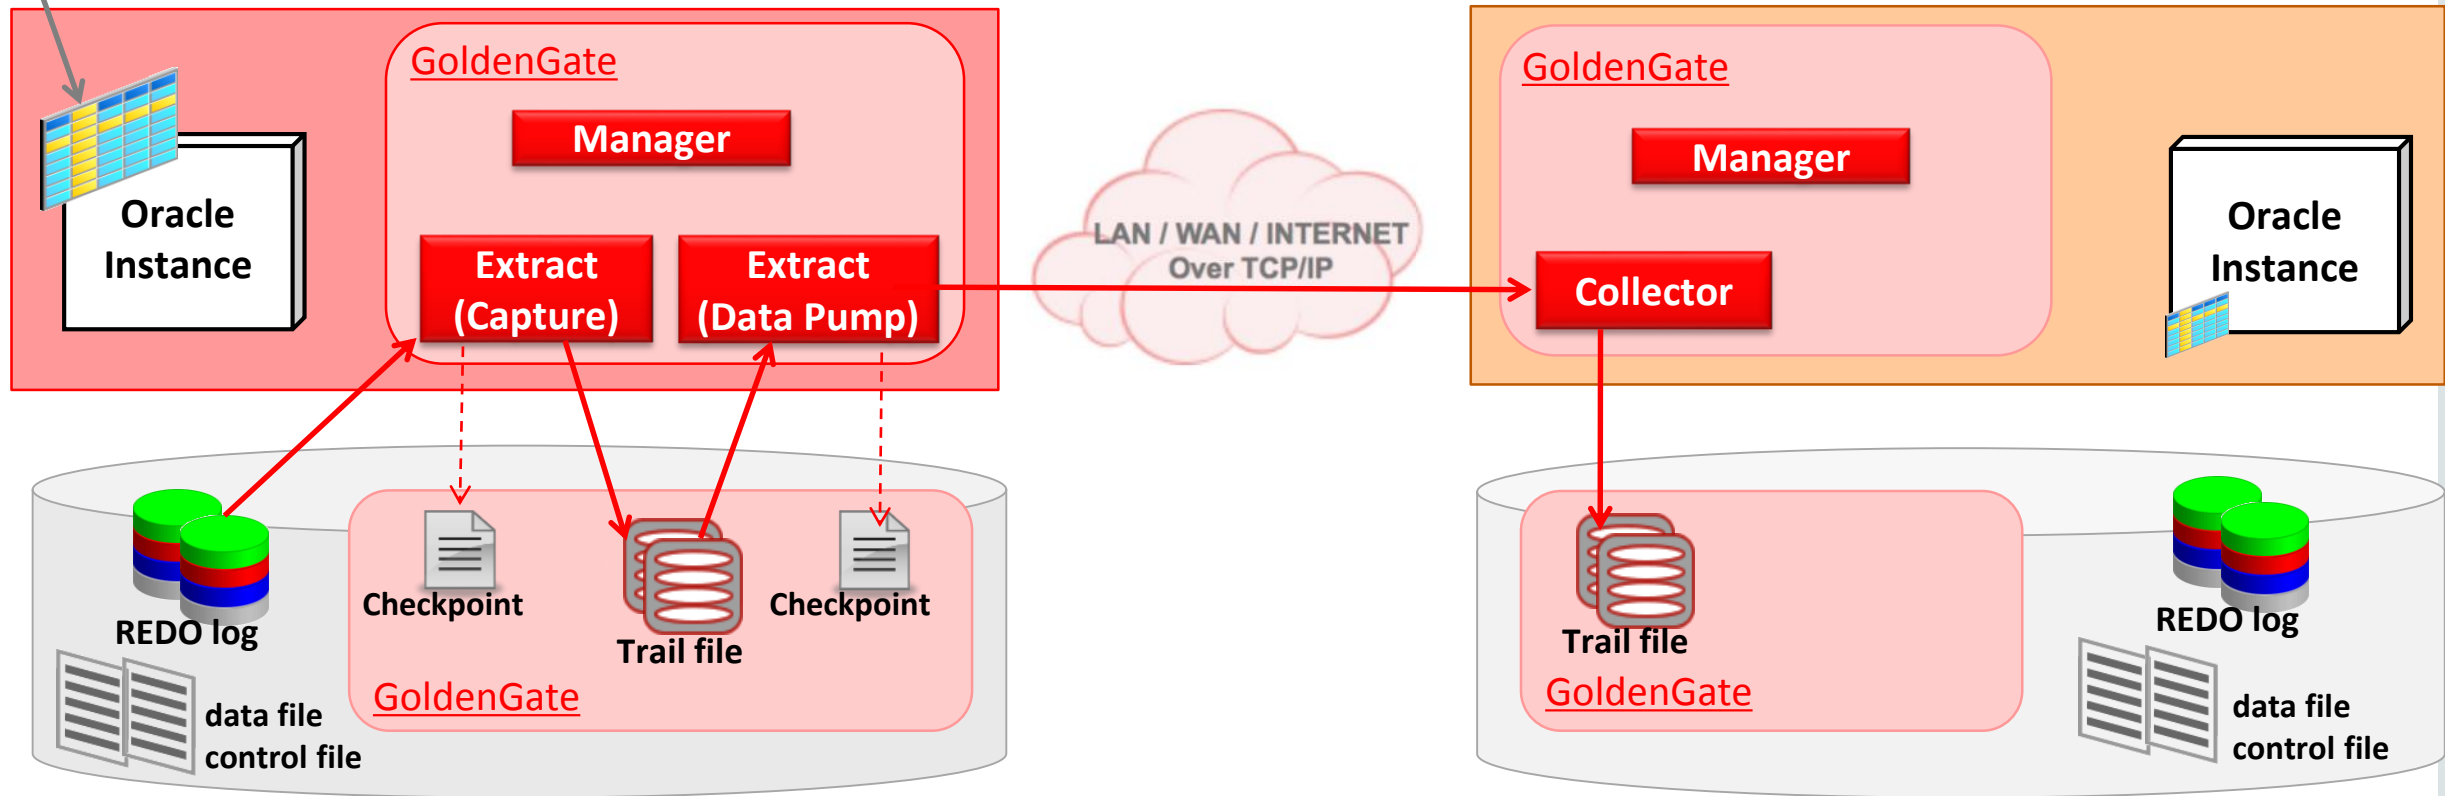 GoldenGate
Manager
Oracle
Instance
Extract
(Capture)
Extract
(Data Pump)
LAN / WAN / INTERNET
Over TCP/IP
GoldenGate
Manager
Collector
Oracle
Instance
REDO log
data file
control file
Checkpoint
Trail file
Checkpoint
GoldenGate
Trail file
GoldenGate
REDO log
data file
control file